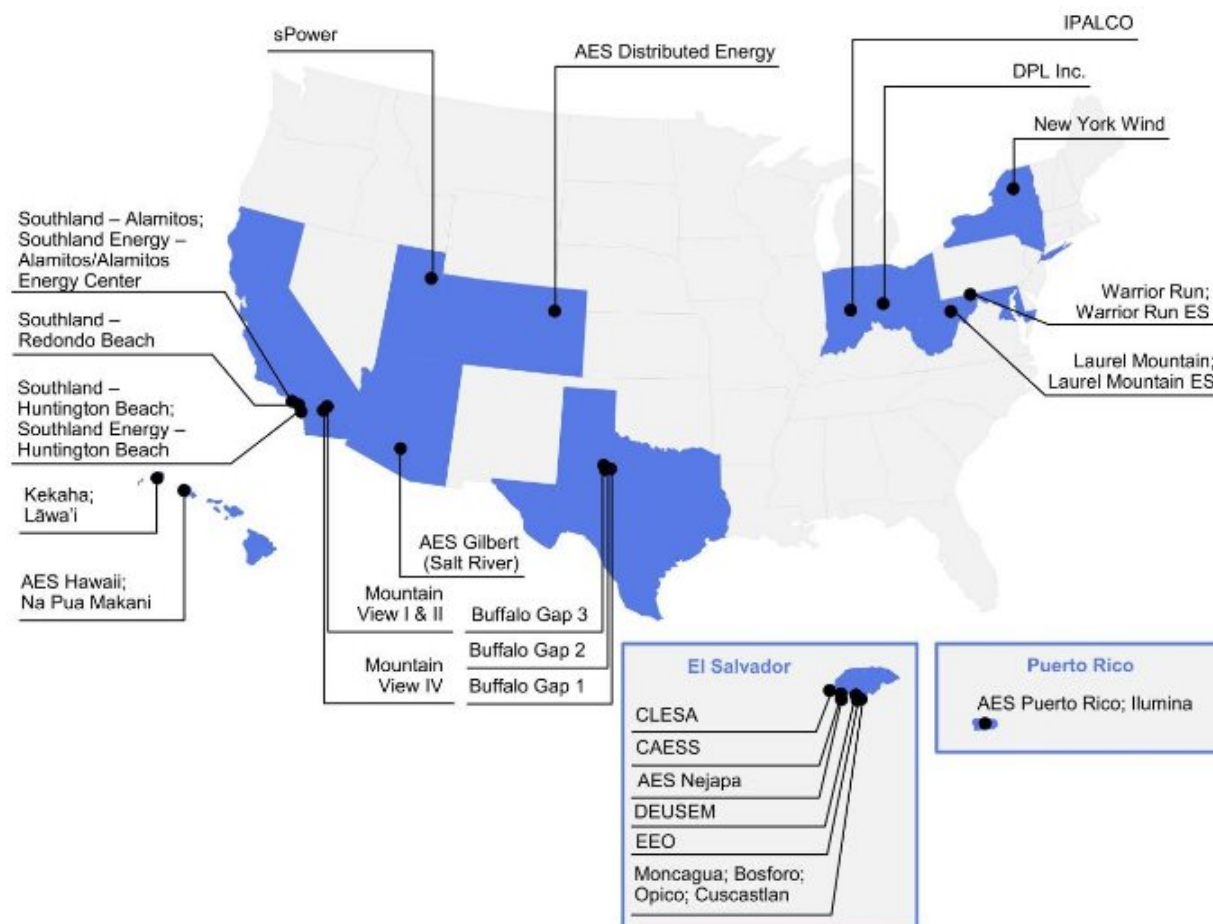 sPower
AES Distributed Energy
IPALCO
DPL Inc.
New York Wind
Southland – Alamitos;
Southland Energy –
Alamitos/Alamitos
Energy Center
Southland –
Redondo Beach
Southland –
Huntington Beach;
Southland Energy –
Huntington Beach
Kekaha;
Lāwa'i
AES Hawaii;
Na Pua Makani
Warrior Run;
Warrior Run ES
Laurel Mountain;
Laurel Mountain ES
AES Gilbert
(Salt River)
Mountain
View I & II
Mountain
View IV
Buffalo Gap 3
Buffalo Gap 2
Buffalo Gap 1
El Salvador
CLESA
CAESS
AES Nejapa
DEUSEM
EEO
Moncagua; Bosforo;
Opico; Cuscastlan
Puerto Rico
AES Puerto Rico; Ilumina